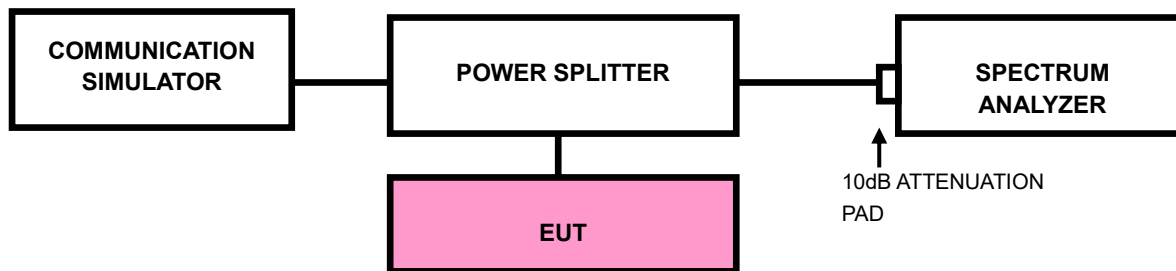 COMMUNICATION
SIMULATOR
POWER SPLITTER
SPECTRUM
ANALYZER
10dB ATTENUATION
PAD
EUT